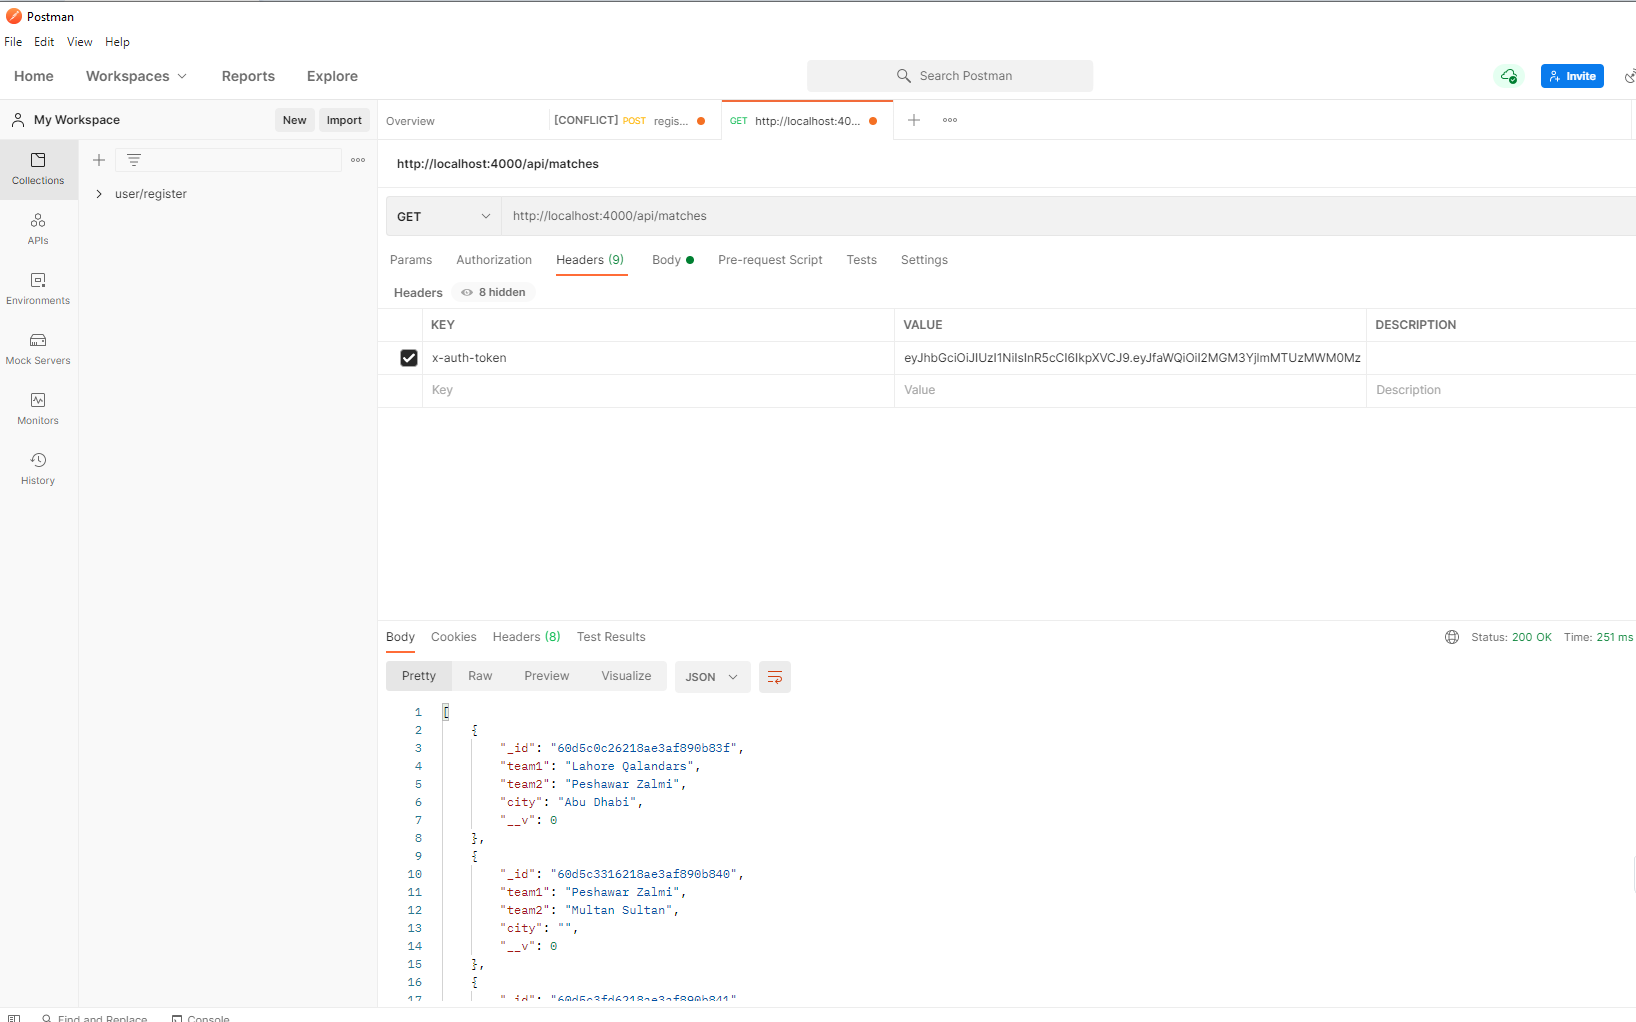 Postman
File Edit View Help
Home Workspaces Reports Explore Search Postman Invite
My Workspace New Import
Overview [CONFLICT] POST regis... GET http://localhost:40...
http://localhost:4000/api/matches
Collections
user/register
GET http://localhost:4000/api/matches
APIs
Params Authorization Headers (9) Body Pre-request Script Tests Settings
Environments
Headers 8 hidden
KEY VALUE DESCRIPTION
Mock Servers
x-auth-token eyJhbGciOiJIUzI1NiIsInR5cCI6IkpXVCJ9.eyJfaWQiOiI2MGM3YjlmMTUzMWM0Mz
Key Value Description
Monitors
History
Body Cookies Headers (8) Test Results Status: 200 OK Time: 251 ms
Pretty Raw Preview Visualize JSON
1 [
2 {
3 "_id": "60d5c0c26218ae3af890b83f",
4 "team1": "Lahore Qalandars",
5 "team2": "Peshawar Zalmi",
6 "city": "Abu Dhabi",
7 "__v": 0
8 },
9 {
10 "_id": "60d5c3316218ae3af890b840",
11 "team1": "Peshawar Zalmi",
12 "team2": "Multan Sultan",
13 "city": "",
14 "__v": 0
15 },
16 {
17 "_id": "60d5c3fd6218ae3af890b841"
Find and Replace Console